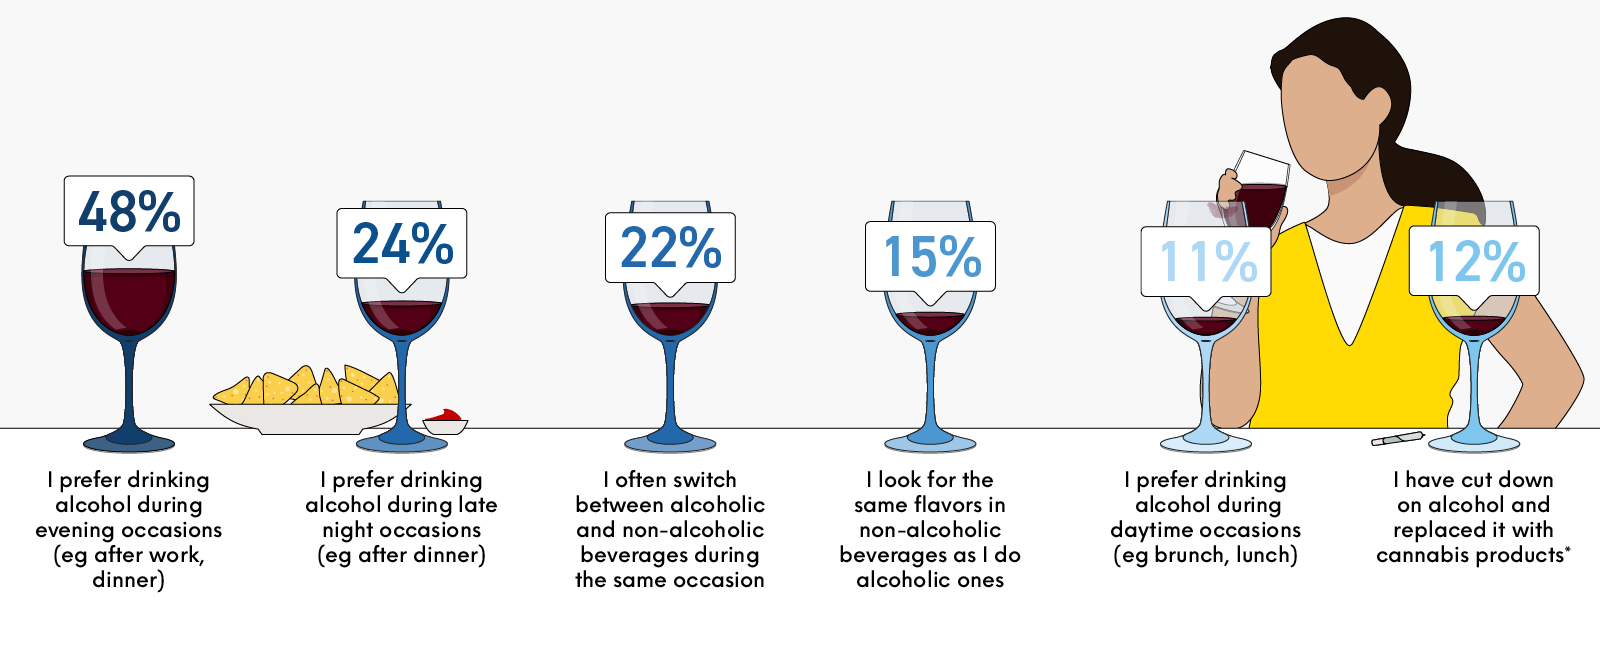 48%
24%
22%
15%
11%
12%
I prefer drinking
alcohol during
evening occasions
(eg after work,
dinner)
I prefer drinking
alcohol during late
night occasions
(eg after dinner)
I often switch
between alcoholic
and non-alcoholic
beverages during
the same occasion
I look for the
same flavors in
non-alcoholic
beverages as I do
alcoholic ones
I prefer drinking
alcohol during
daytime occasions
(eg brunch, lunch)
I have cut down
on alcohol and
replaced it with
cannabis products*